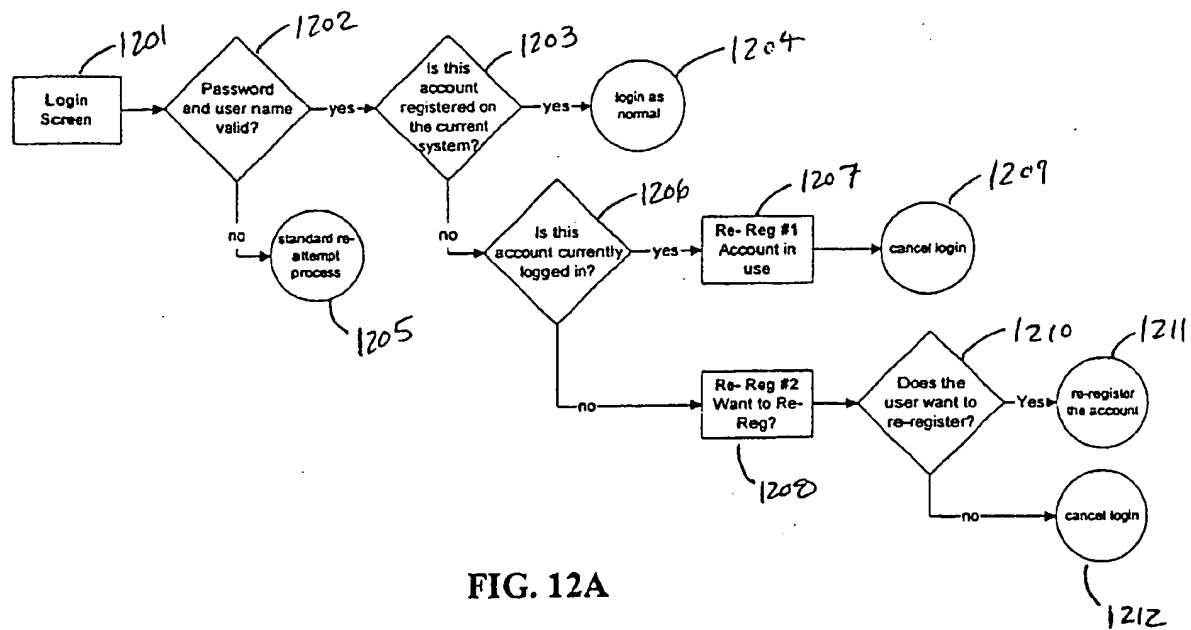 1201
Login
Screen
1202
Password
and user name
valid?
yes
1203
Is this
account
registered on
the current
system?
yes
1204
login as
normal
no
standard re-
attempt
process
1205
no
1206
Is this
account currently
logged in?
yes
1207
Re- Reg #1
Account in
use
1209
cancel login
no
Re- Reg #2
Want to Re-
Reg?
1208
1210
Does the
user want to
re-register?
Yes
1211
re-register
the account
no
cancel login
1212
FIG. 12A